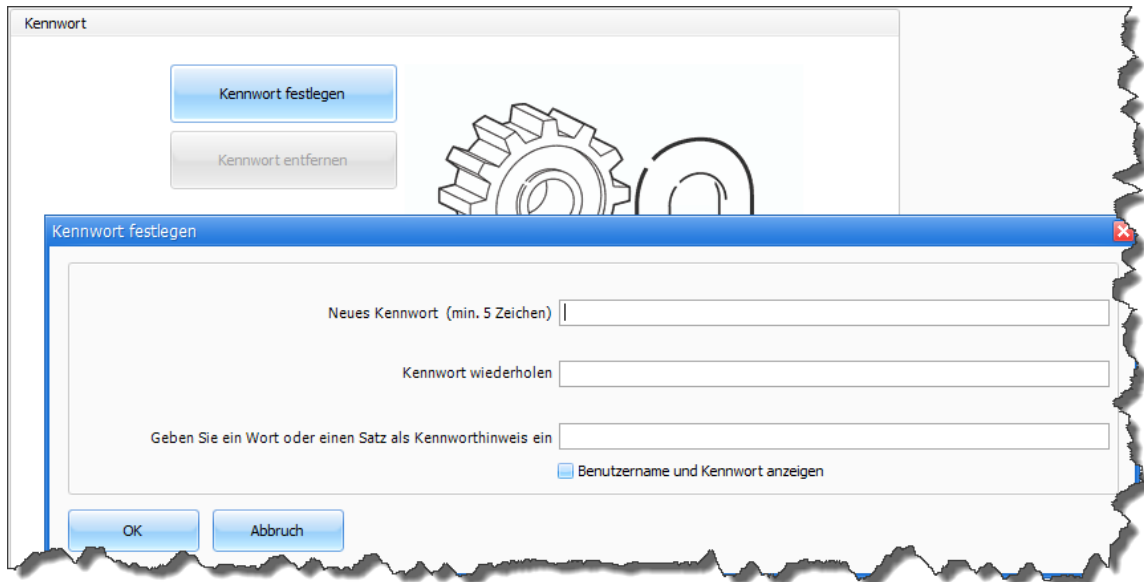 Kennwort
Kennwort festlegen
Kennwort entfernen
Kennwort festlegen
Neues Kennwort (min. 5 Zeichen)
Kennwort wiederholen
Geben Sie ein Wort oder einen Satz als Kennworthinweis ein
Benutzername und Kennwort anzeigen
OK
Abbruch